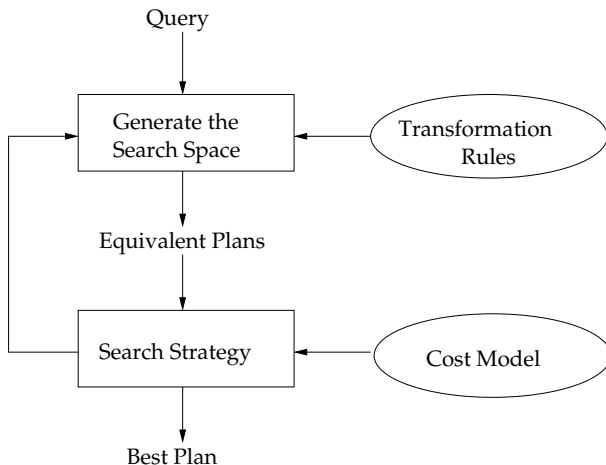 Query
Generate the
Search Space
Transformation
Rules
Equivalent Plans
Search Strategy
Cost Model
Best Plan